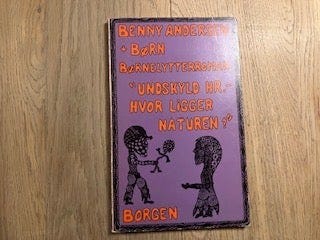 BENNY ANDERSEN
+ BØRN
BØRNELYTTERROMAN
"UNDSKYLD HR.-
HVOR LIGGER
NATUREN?"
BORGEN